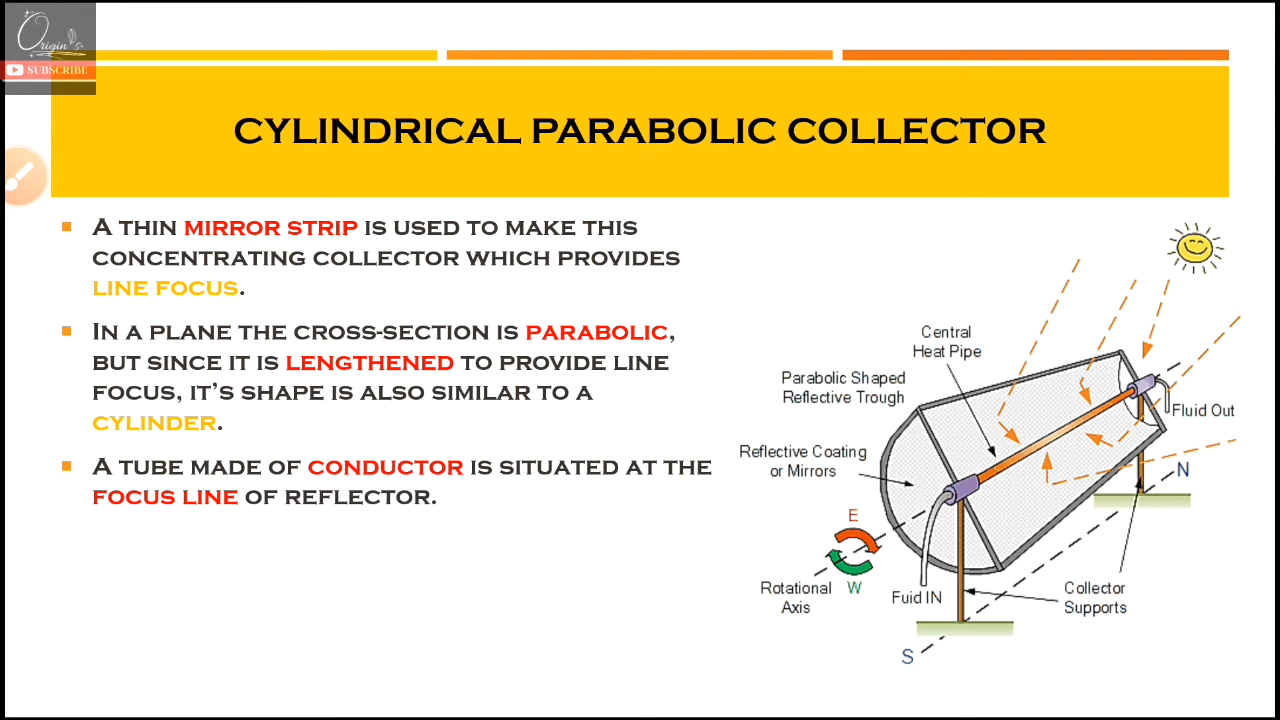 Origin's
SUBSCRIBE
CYLINDRICAL PARABOLIC COLLECTOR
A THIN MIRROR STRIP IS USED TO MAKE THIS
CONCENTRATING COLLECTOR WHICH PROVIDES
LINE FOCUS.
IN A PLANE THE CROSS-SECTION IS PARABOLIC,
BUT SINCE IT IS LENGTHENED TO PROVIDE LINE
FOCUS, IT'S SHAPE IS ALSO SIMILAR TO A
CYLINDER.
A TUBE MADE OF CONDUCTOR IS SITUATED AT THE
FOCUS LINE OF REFLECTOR.
Central
Heat Pipe
Parabolic Shaped
Reflective Trough
Fluid Out
Reflective Coating
or Mirrors
N
E
W
Rotational
Axis
Fuid IN
Collector
Supports
S